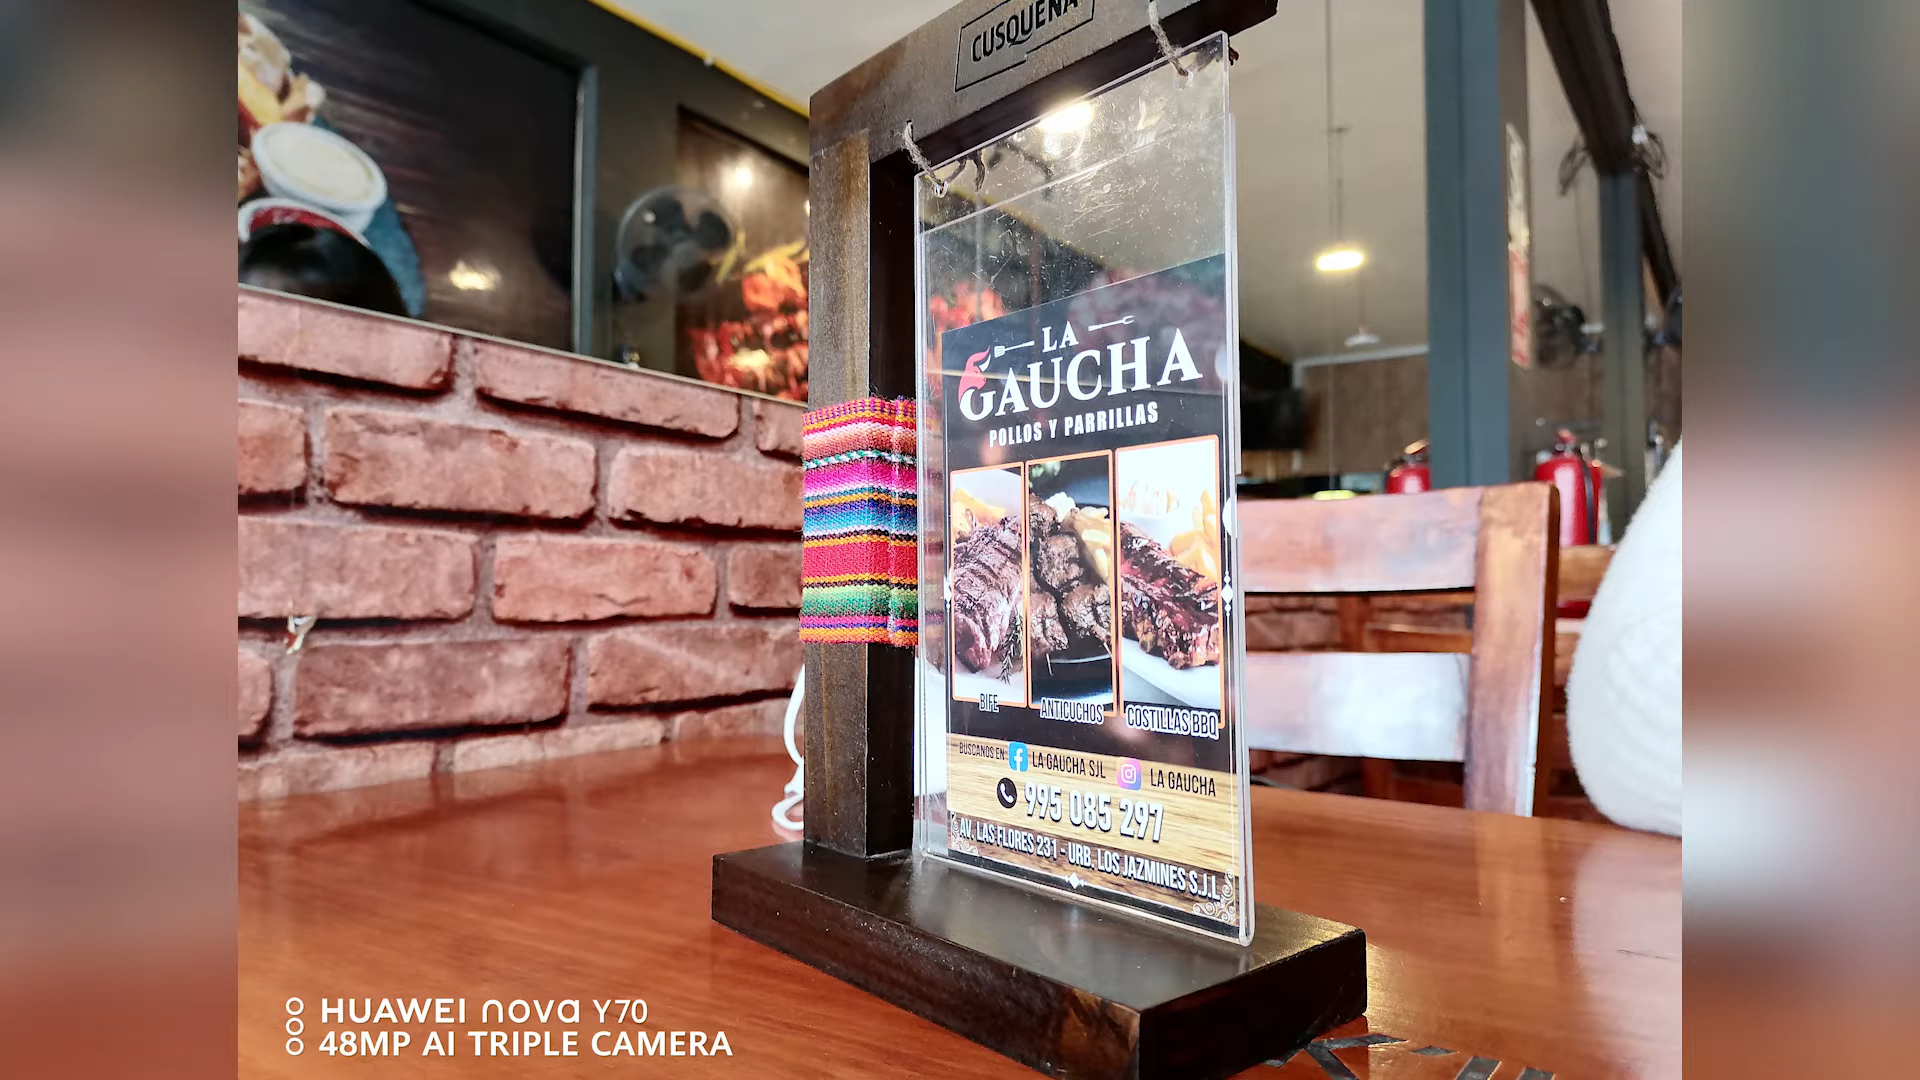 CUSQUEÑA
LA
GAUCHA
POLLOS Y PARRILLAS
BIFE
ANTICUCHOS
COSTILLAS BBQ
BUSCANOS EN LA GAUCHA SJL LA GAUCHA
995 085 297
AV. LAS FLORES 231 - URB. LOS JAZMINES S.J.L
HUAWEI nova Y70
48MP AI TRIPLE CAMERA